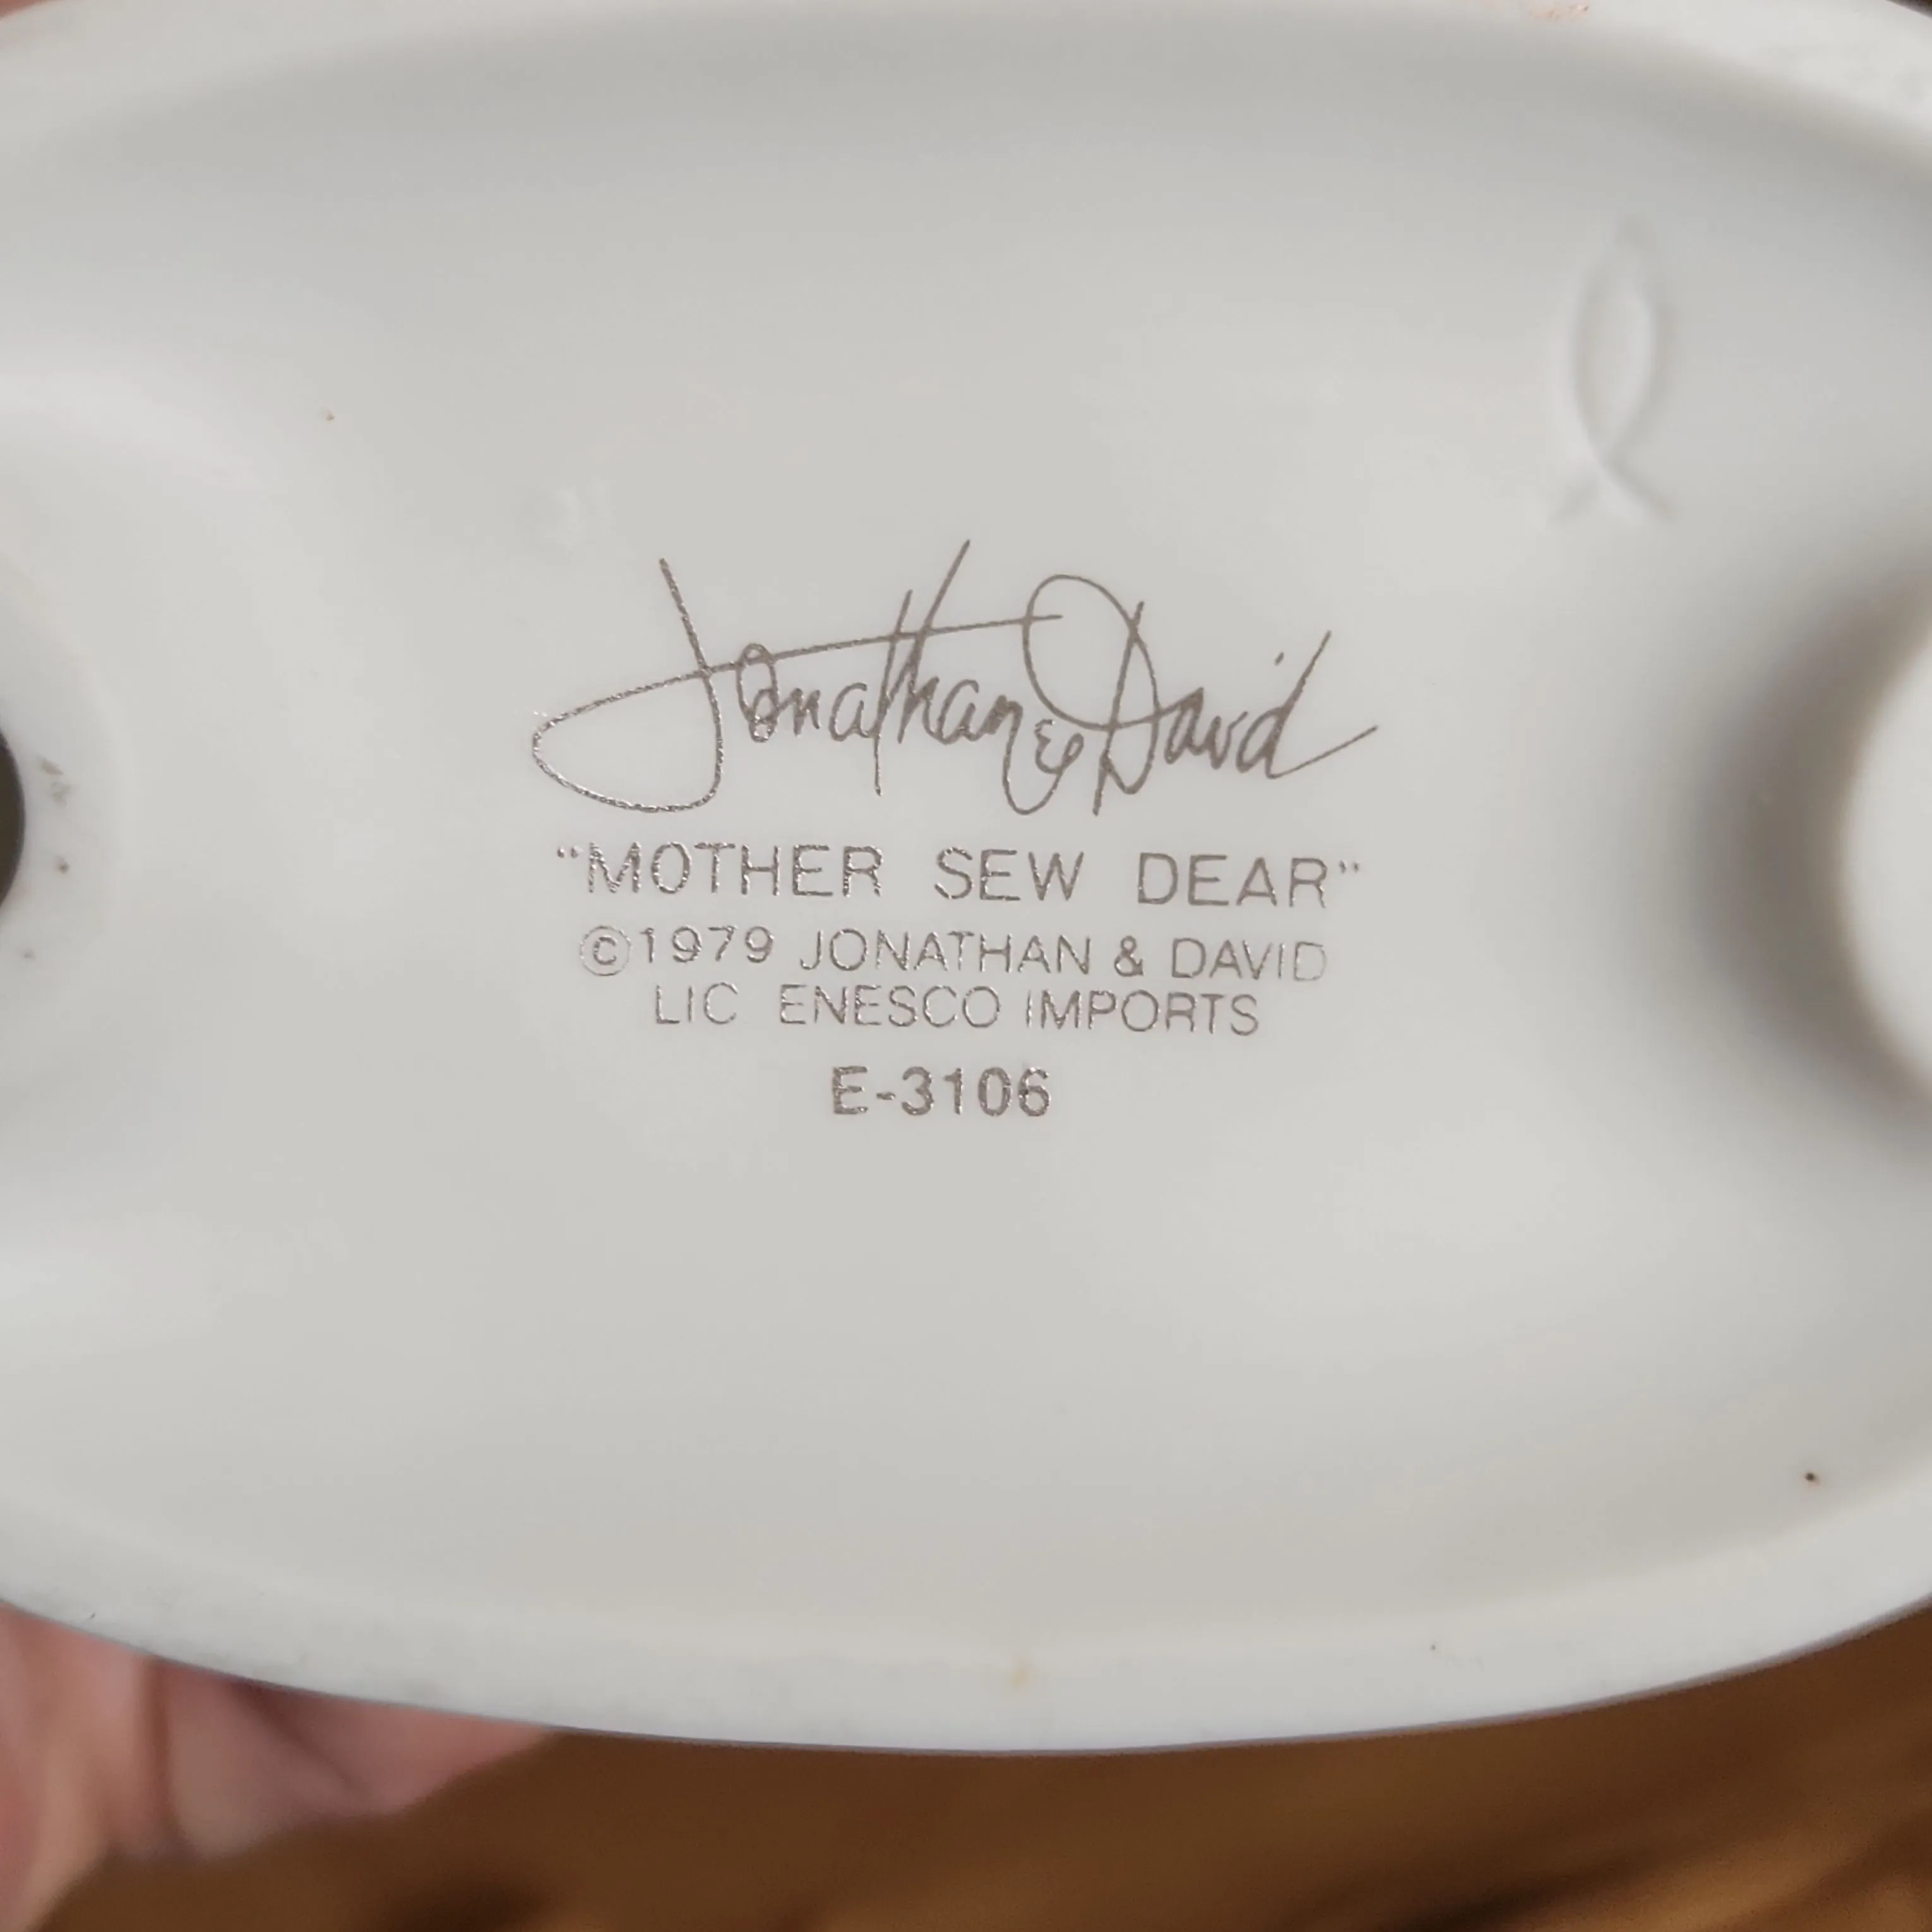 Jonathan & David
"MOTHER SEW DEAR"
©1979 JONATHAN & DAVID
LIC ENESCO IMPORTS
E-3106